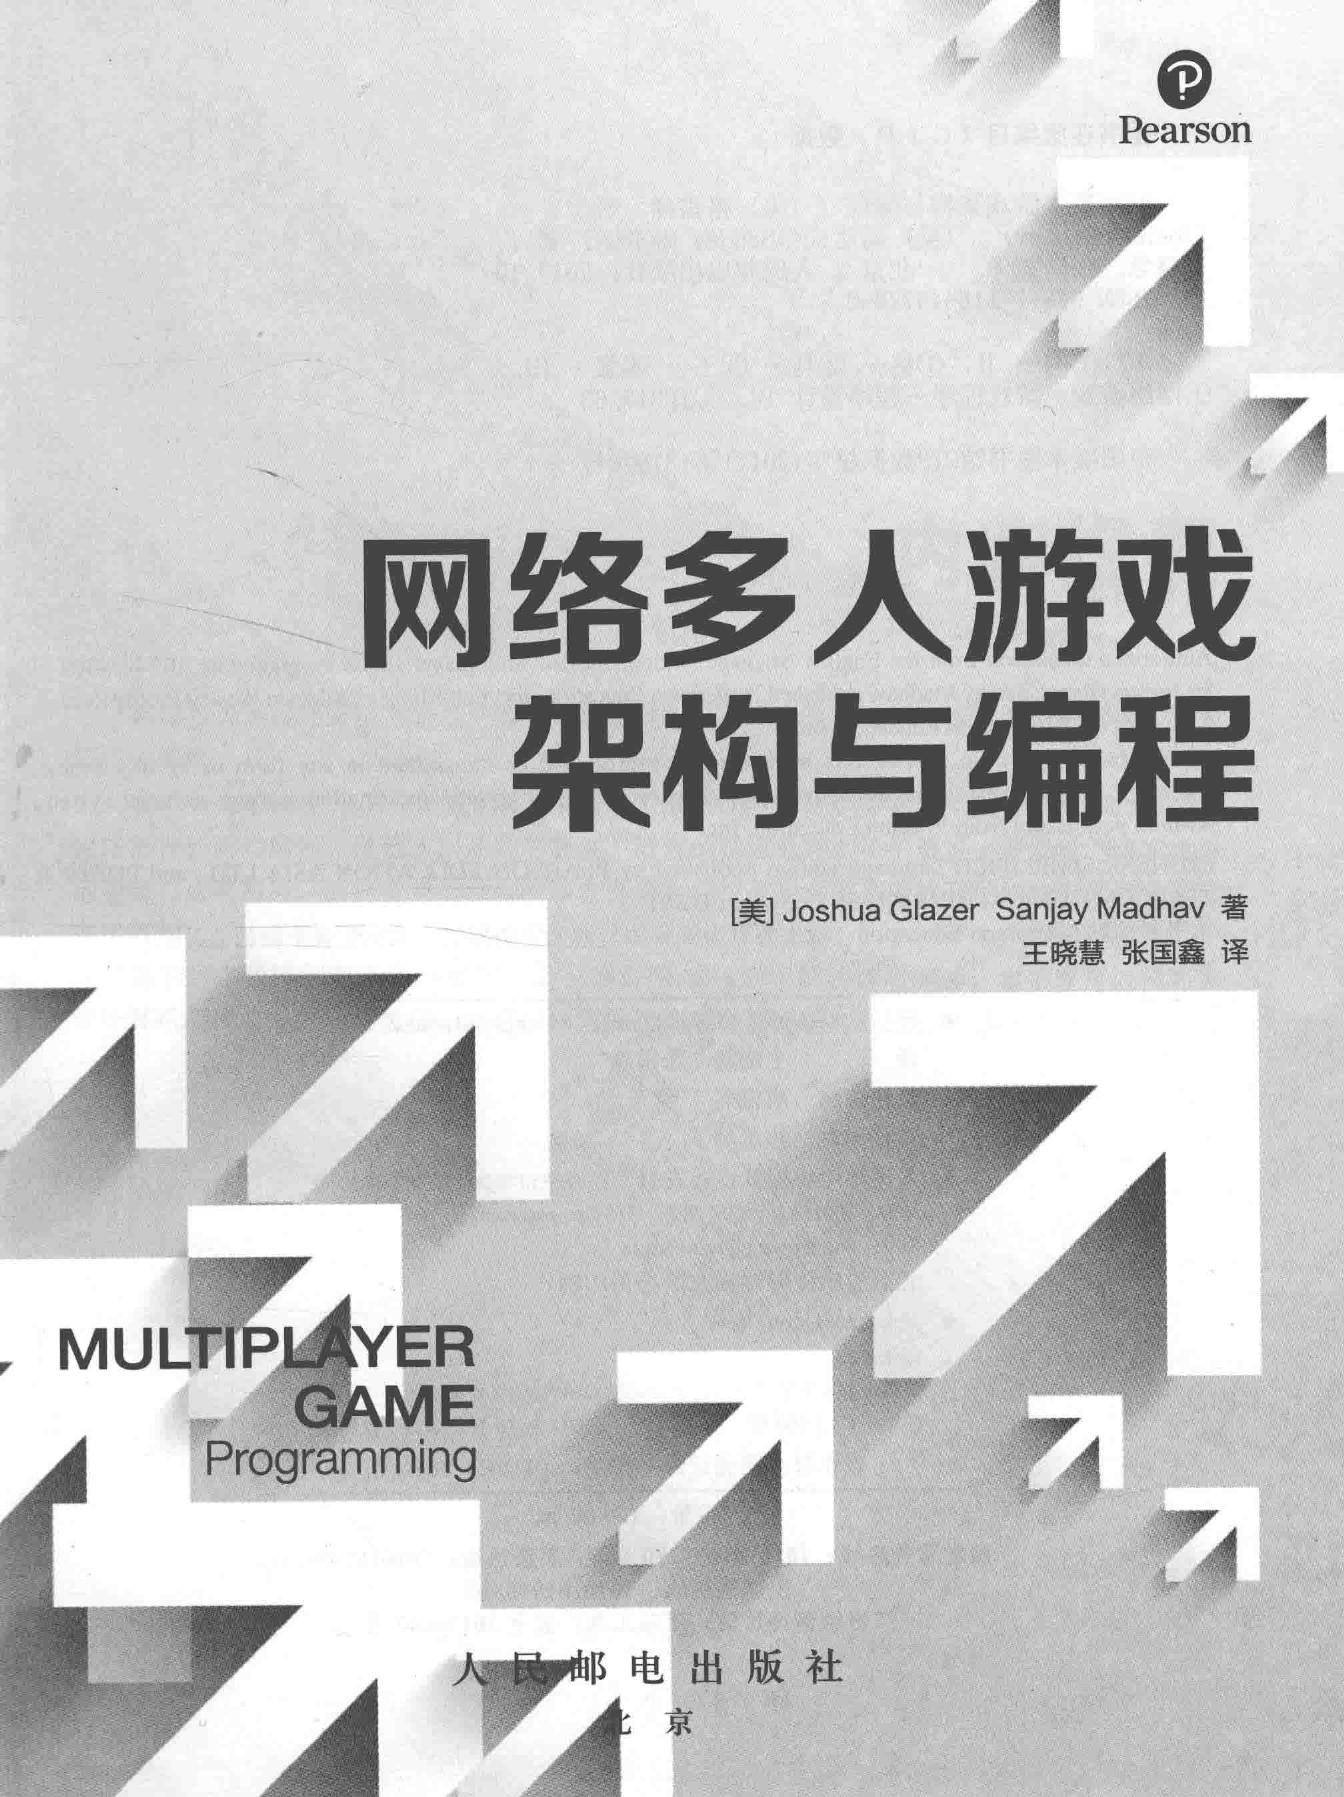 Pearson
网络多人游戏
架构与编程
[美] Joshua Glazer Sanjay Madhav 著
王晓慧 张国鑫 译
MULTIPLAYER
GAME
Programming
人民邮电出版社
北京